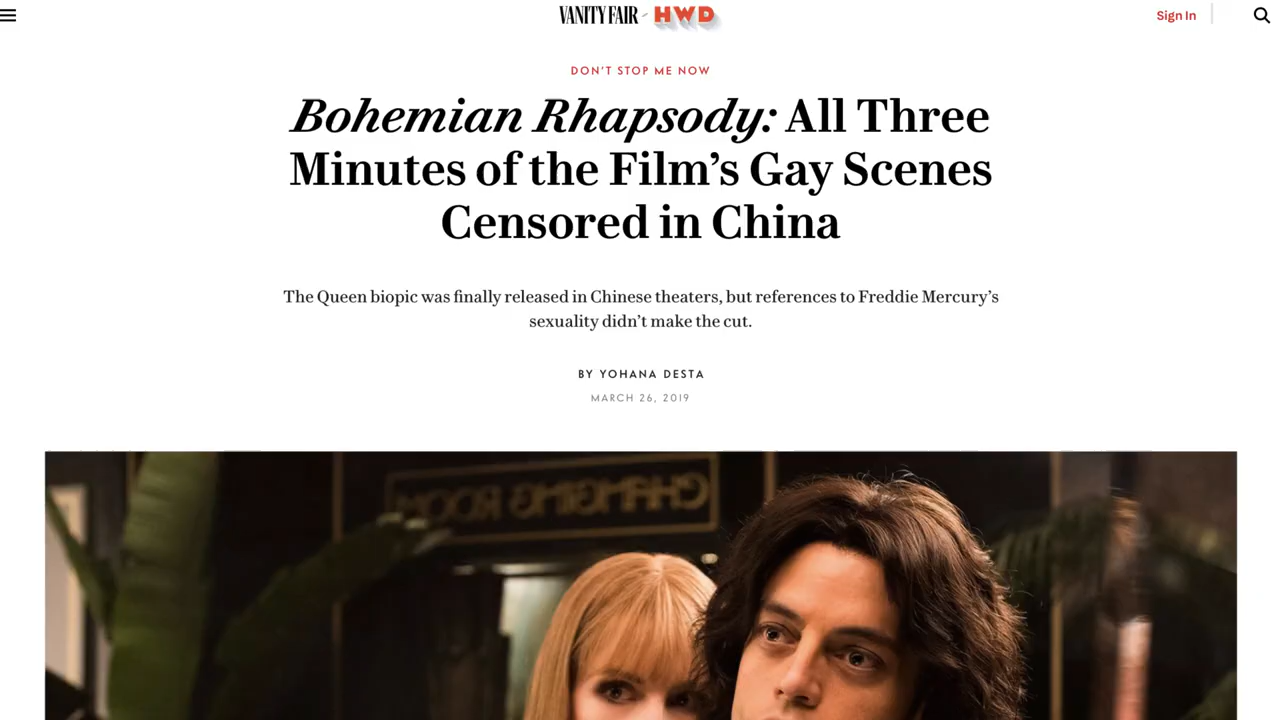 VANITY FAIR HWD
Sign In
DON'T STOP ME NOW
Bohemian Rhapsody: All Three
Minutes of the Film’s Gay Scenes
Censored in China
The Queen biopic was finally released in Chinese theaters, but references to Freddie Mercury’s
sexuality didn’t make the cut.
BY YOHANA DESTA
MARCH 26, 2019
CHANGING ROOM